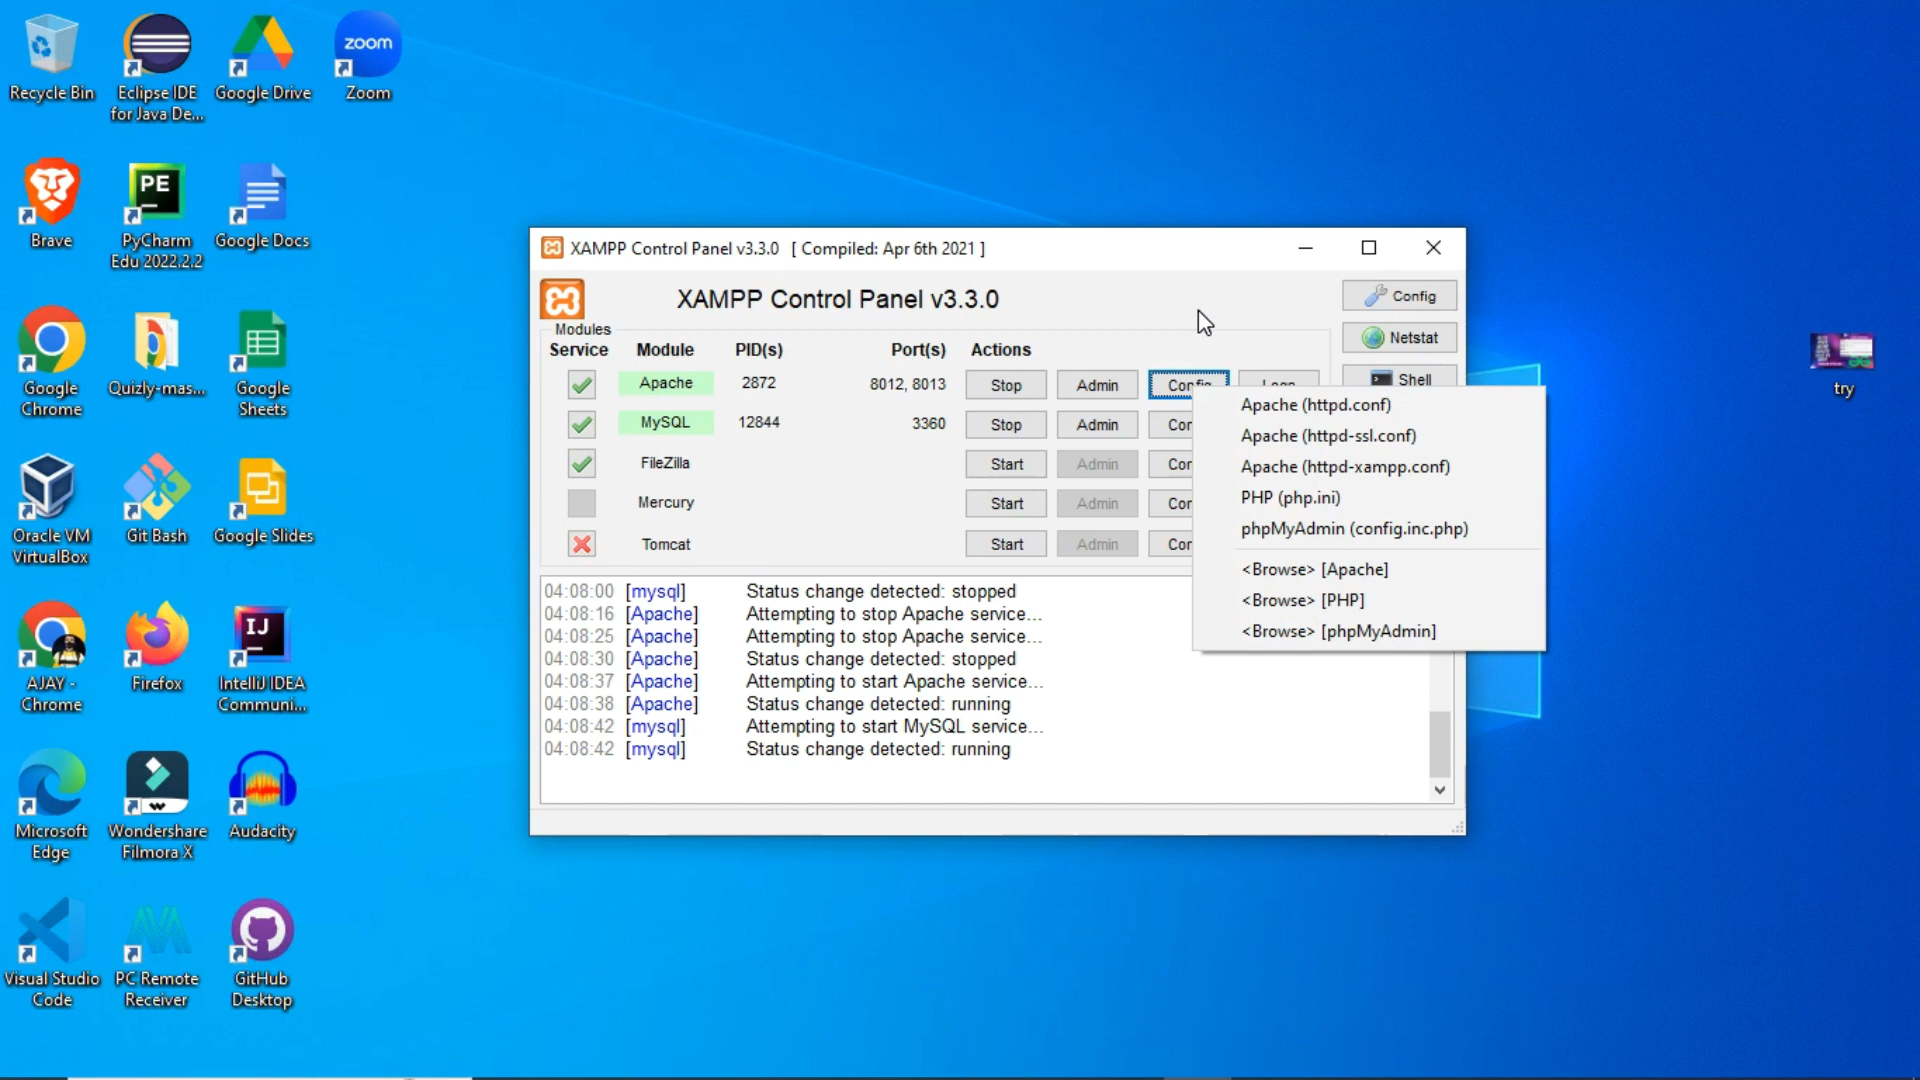 Recycle Bin
Eclipse IDE
for Java De...
Google Drive
zoom
Zoom
Brave
PE
PyCharm
Edu 2022.2.2
Google Docs
Google
Chrome
Quizly-mas...
Google
Sheets
Oracle VM
VirtualBox
Git Bash
Google Slides
AJAY -
Chrome
Firefox
IJ
IntelliJ IDEA
Communi...
Microsoft
Edge
Wondershare
Filmora X
Audacity
Visual Studio
Code
PC Remote
Receiver
GitHub
Desktop
try
XAMPP Control Panel v3.3.0 [ Compiled: Apr 6th 2021 ]
XAMPP Control Panel v3.3.0
Config
Netstat
Shell
Modules
Service Module PID(s) Port(s) Actions
Apache 2872 8012, 8013 Stop Admin Config Logs
MySQL 12844 3360 Stop Admin Con
FileZilla Start Admin Con
Mercury Start Admin Con
Tomcat Start Admin Con
Apache (httpd.conf)
Apache (httpd-ssl.conf)
Apache (httpd-xampp.conf)
PHP (php.ini)
phpMyAdmin (config.inc.php)
<Browse> [Apache]
<Browse> [PHP]
<Browse> [phpMyAdmin]
04:08:00 [mysql] Status change detected: stopped
04:08:16 [Apache] Attempting to stop Apache service...
04:08:25 [Apache] Attempting to stop Apache service...
04:08:30 [Apache] Status change detected: stopped
04:08:37 [Apache] Attempting to start Apache service...
04:08:38 [Apache] Status change detected: running
04:08:42 [mysql] Attempting to start MySQL service...
04:08:42 [mysql] Status change detected: running